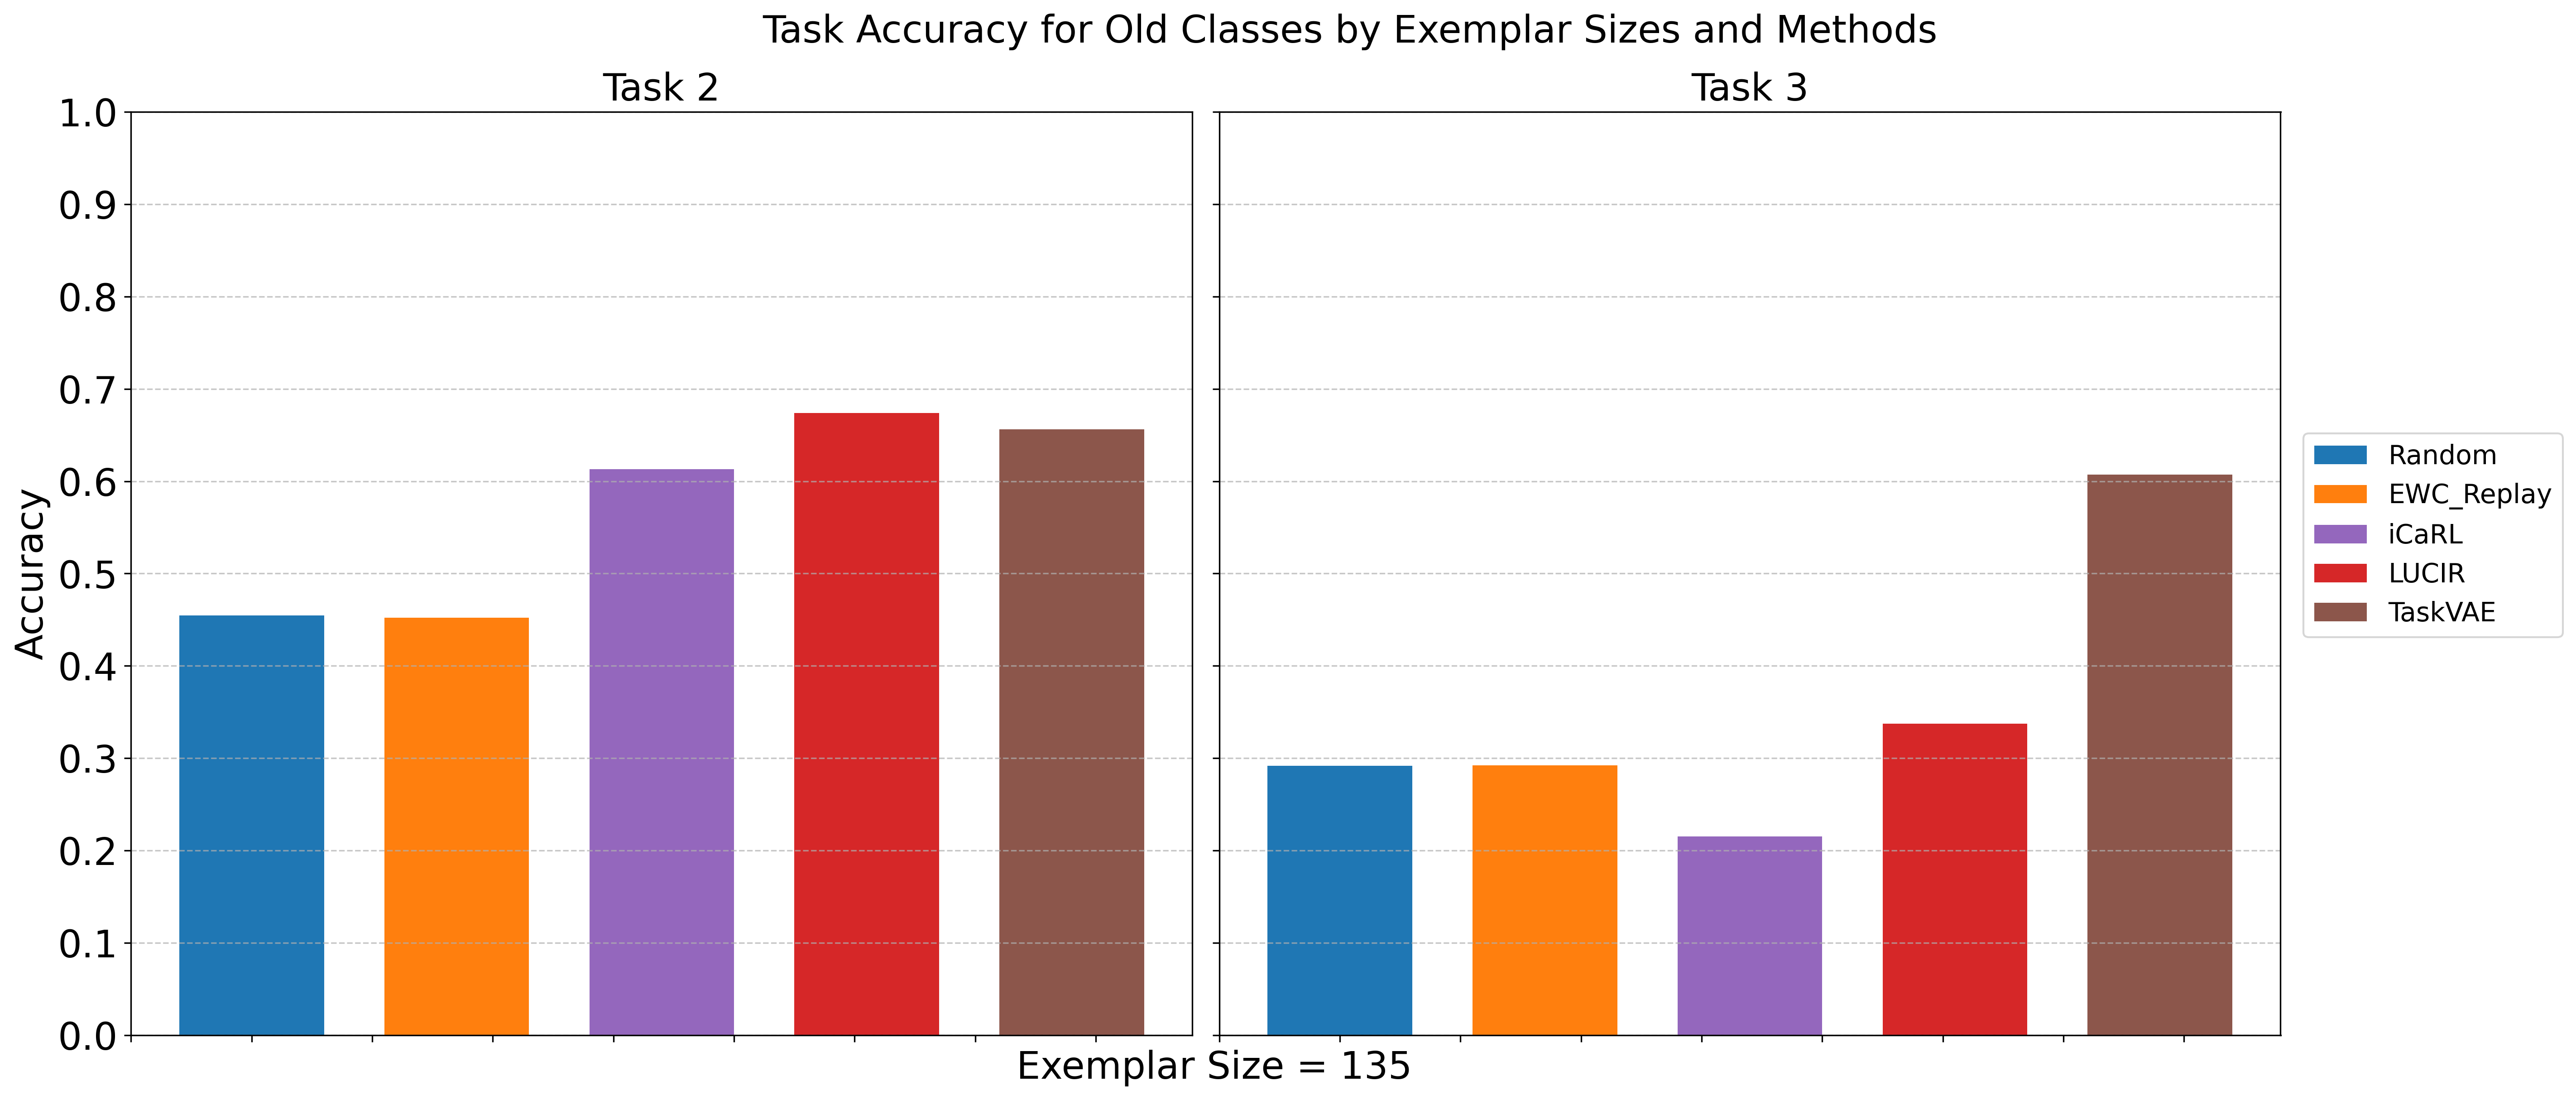 Task Accuracy for Old Classes by Exemplar Sizes and Methods
Task 2
Task 3
1.0
0.9
0.8
0.7
0.6
0.5
0.4
0.3
0.2
0.1
0.0
Accuracy
Exemplar Size = 135
Random
EWC_Replay
iCaRL
LUCIR
TaskVAE